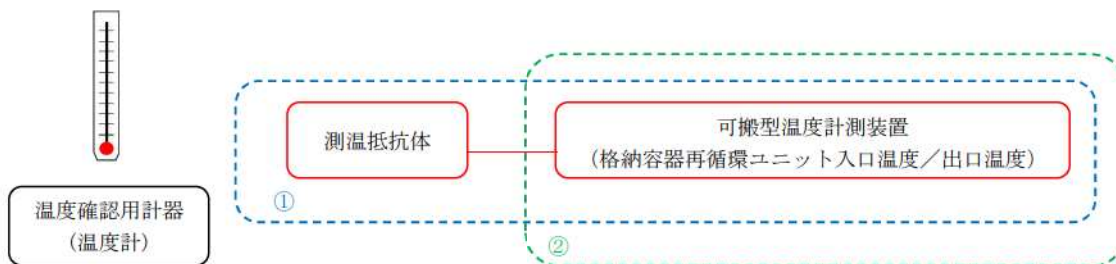 温度確認用計器
(温度計)
測温抵抗体
可搬型温度計測装置
(格納容器再循環ユニット入口温度/出口温度)
①
②